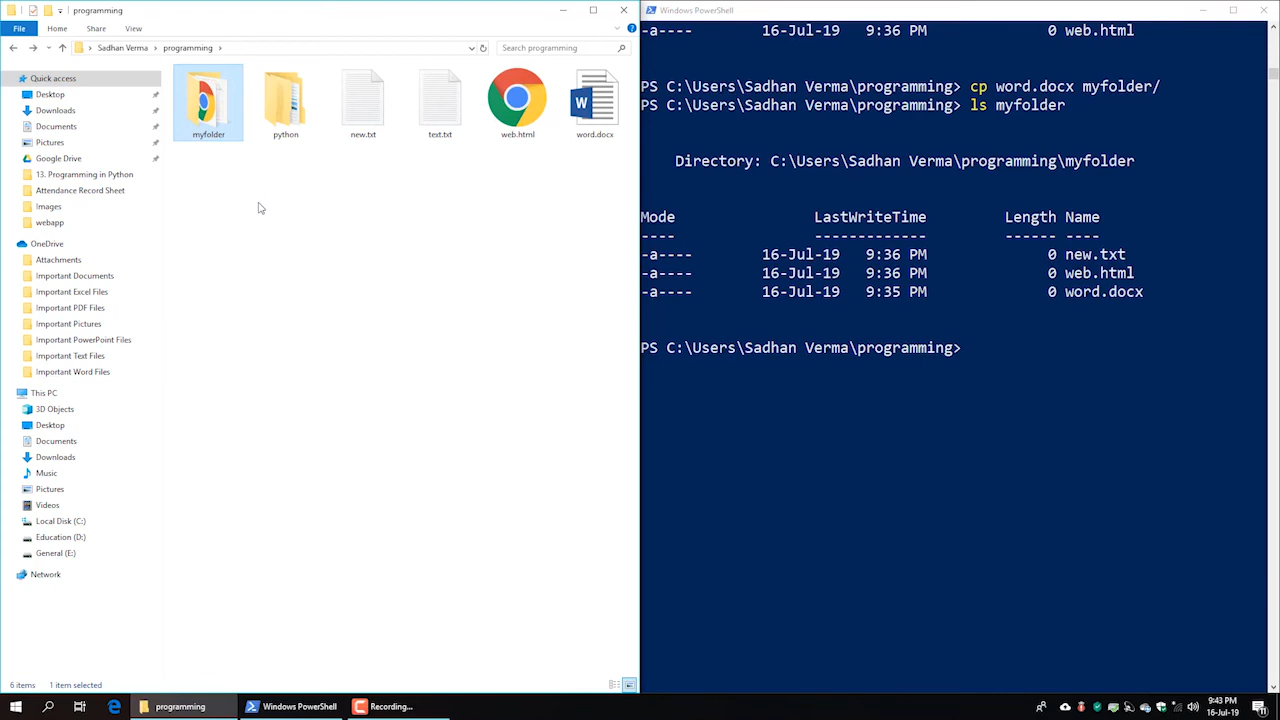 programming
File Home Share View
Sadhan Verma programming
Search programming
Quick access
Desktop
Downloads
Documents
Pictures
Google Drive
13. Programming in Python
Attendance Record Sheet
Images
webapp
OneDrive
Attachments
Important Documents
Important Excel Files
Important PDF Files
Important Pictures
Important PowerPoint Files
Important Text Files
Important Word Files
This PC
3D Objects
Desktop
Documents
Downloads
Music
Pictures
Videos
Local Disk (C:)
Education (D:)
General (E:)
Network
myfolder python new.txt text.txt web.html word.docx
6 items 1 item selected
Windows PowerShell
-a---- 16-Jul-19 9:36 PM 0 web.html
PS C:\Users\Sadhan Verma\programming> cp word.docx myfolder/
PS C:\Users\Sadhan Verma\programming> ls myfolder
Directory: C:\Users\Sadhan Verma\programming\myfolder
Mode LastWriteTime Length Name
---- ------------- ------ ----
-a---- 16-Jul-19 9:36 PM 0 new.txt
-a---- 16-Jul-19 9:36 PM 0 web.html
-a---- 16-Jul-19 9:35 PM 0 word.docx
PS C:\Users\Sadhan Verma\programming>
programming Windows PowerShell Recording...
9:43 PM
16-Jul-19